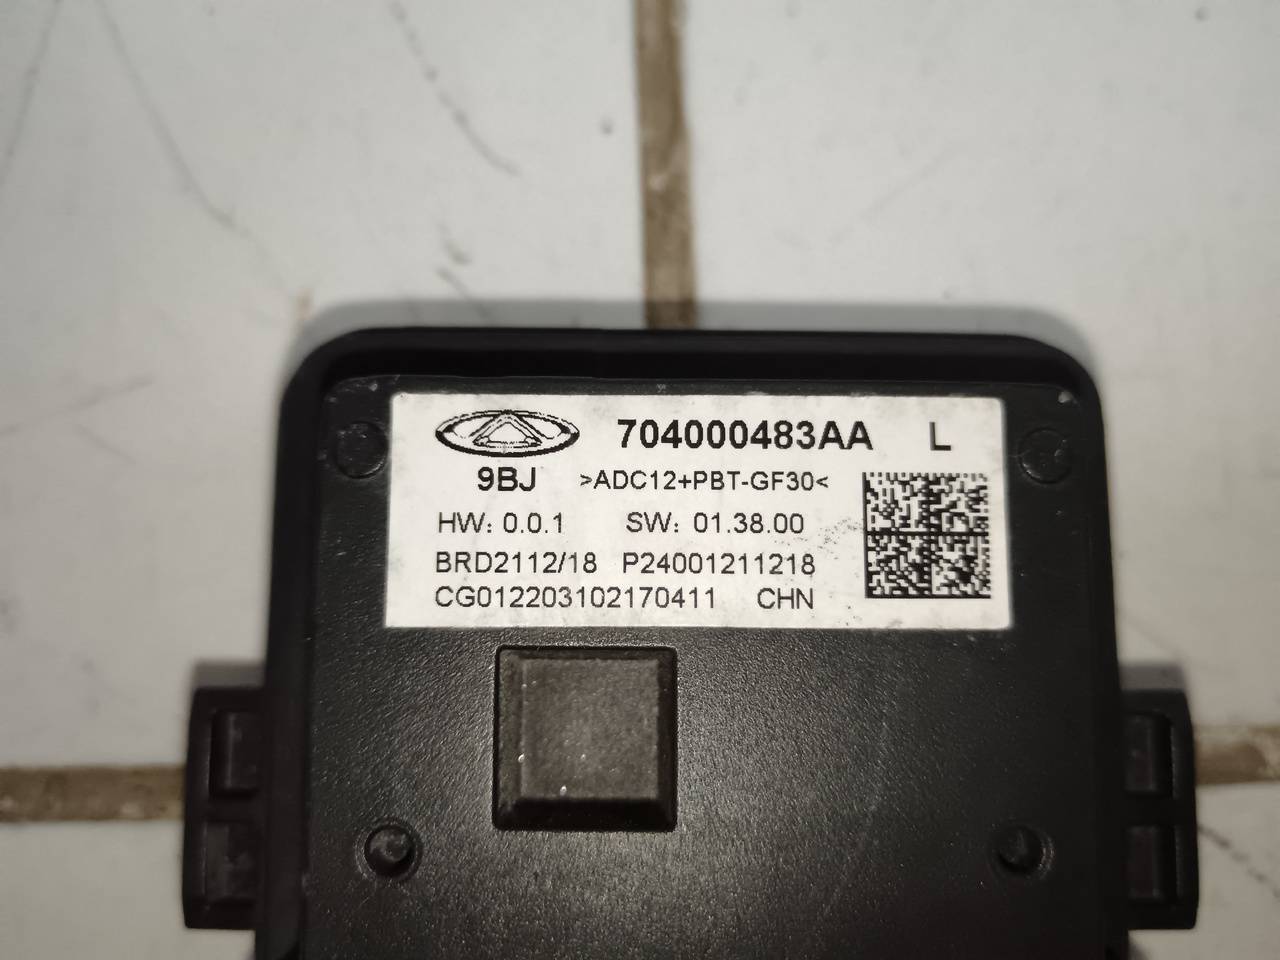 704000483AA L
9BJ >ADC12+PBT-GF30<
HW: 0.0.1 SW: 01.38.00
BRD2112/18 P24001211218
CG012203102170411 CHN